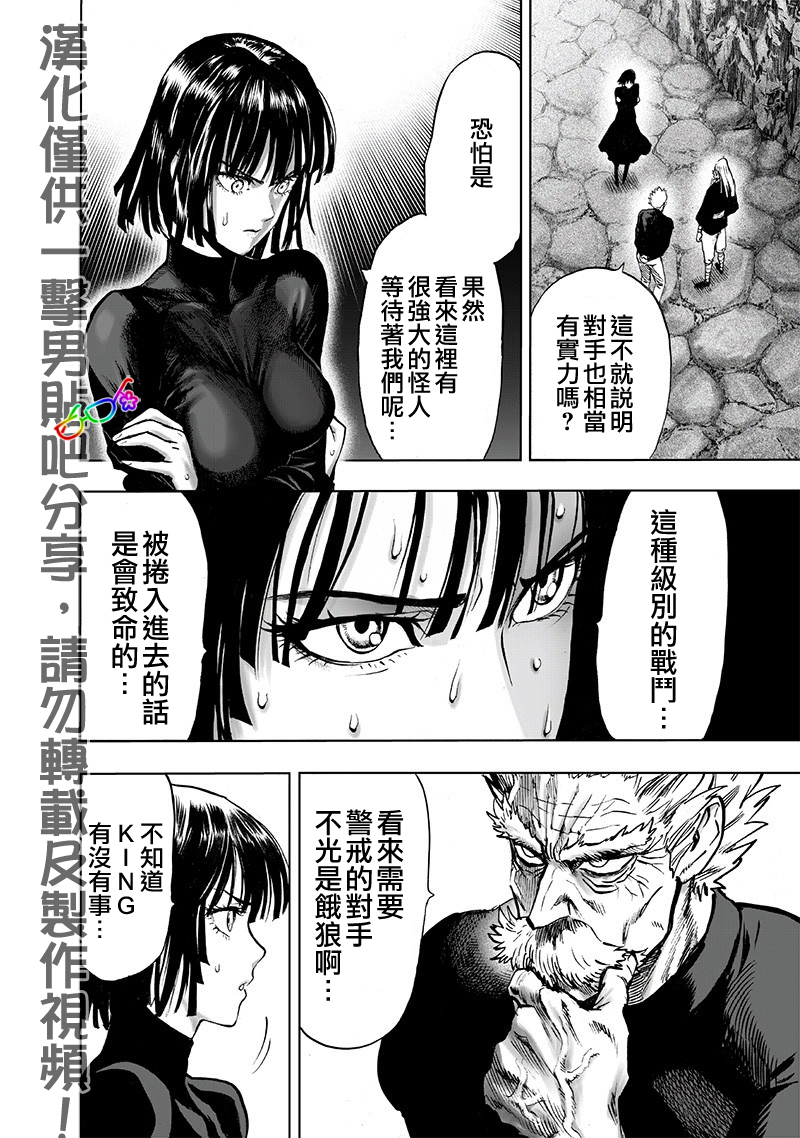 這不就説明
對手也相當
有實力嗎?
恐怕是
果然
看來這裡有
很強大的怪人
等待著我們呢…
這種級別的戰鬥…
被捲入進去的話
是會致命的…
看來需要
警戒的對手
不光是餓狼啊…
不知道
KING
有沒有事…
漢化僅供一擊男貼吧分享，請勿轉載及製作視頻！